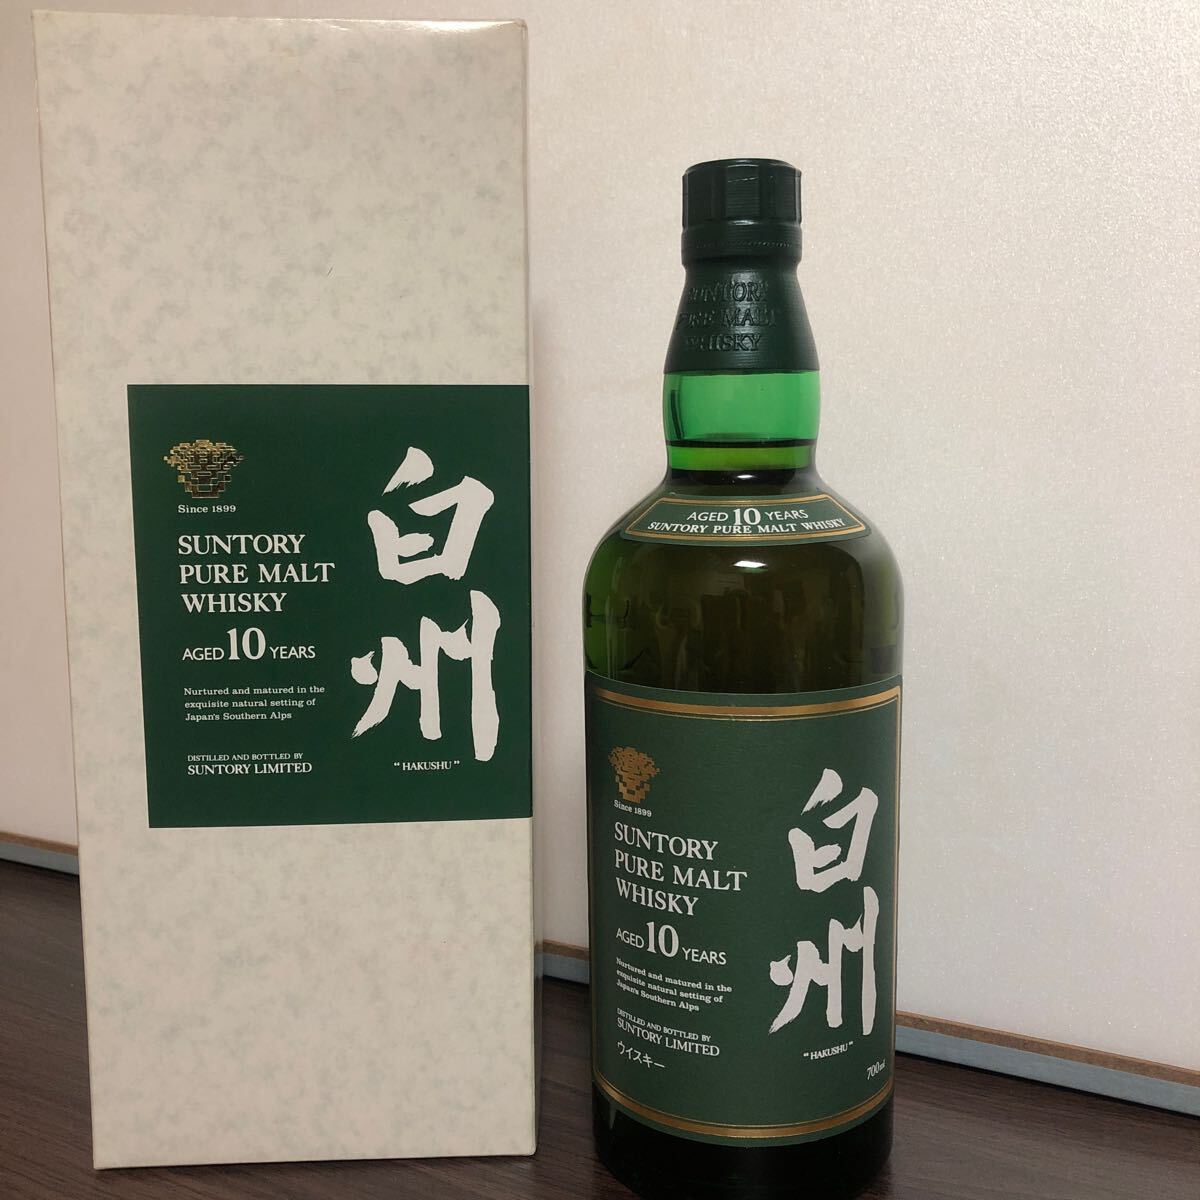 Since 1899
SUNTORY
PURE MALT
WHISKY
AGED 10 YEARS
Nurtured and matured in the
exquisite natural setting of
Japan's Southern Alps
DISTILLED AND BOTTLED BY
SUNTORY LIMITED
白州
“HAKUSHU”
SUNTORY
PURE MALT
WHISKY
AGED 10 YEARS
SUNTORY PURE MALT WHISKY
Since 1899
SUNTORY
PURE MALT
WHISKY
AGED 10 YEARS
Nurtured and matured in the
exquisite natural setting of
Japan's Southern Alps
DISTILLED AND BOTTLED BY
SUNTORY LIMITED
ウイスキー
白州
“HAKUSHU”
700ml